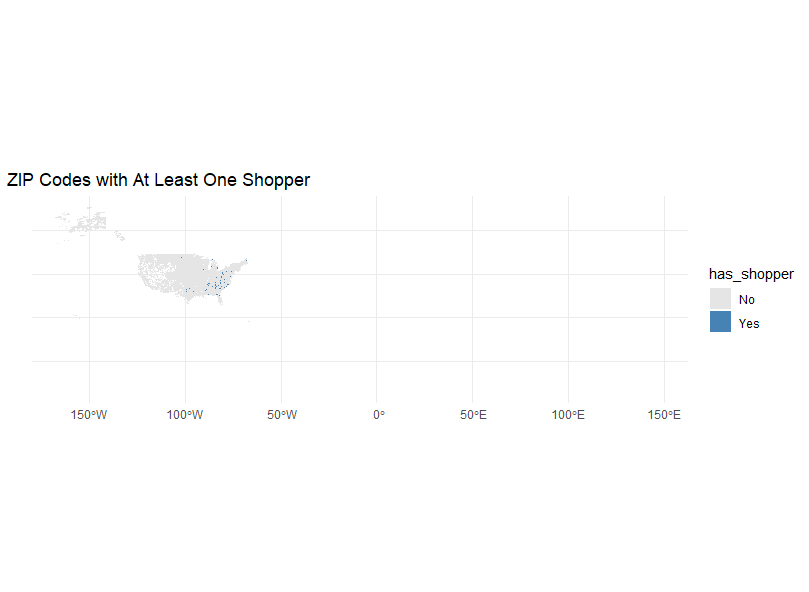 ZIP Codes with At Least One Shopper
has_shopper
No
Yes
150°W 100°W 50°W 0° 50°E 100°E 150°E